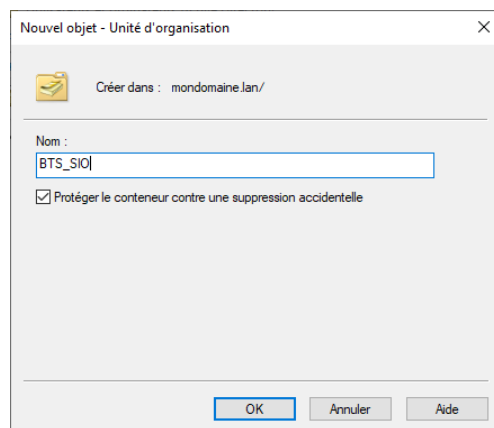 Nouvel objet - Unité d'organisation
Créer dans : mondomaine.lan/
Nom :
BTS_SIO
Protéger le conteneur contre une suppression accidentelle
OK Annuler Aide